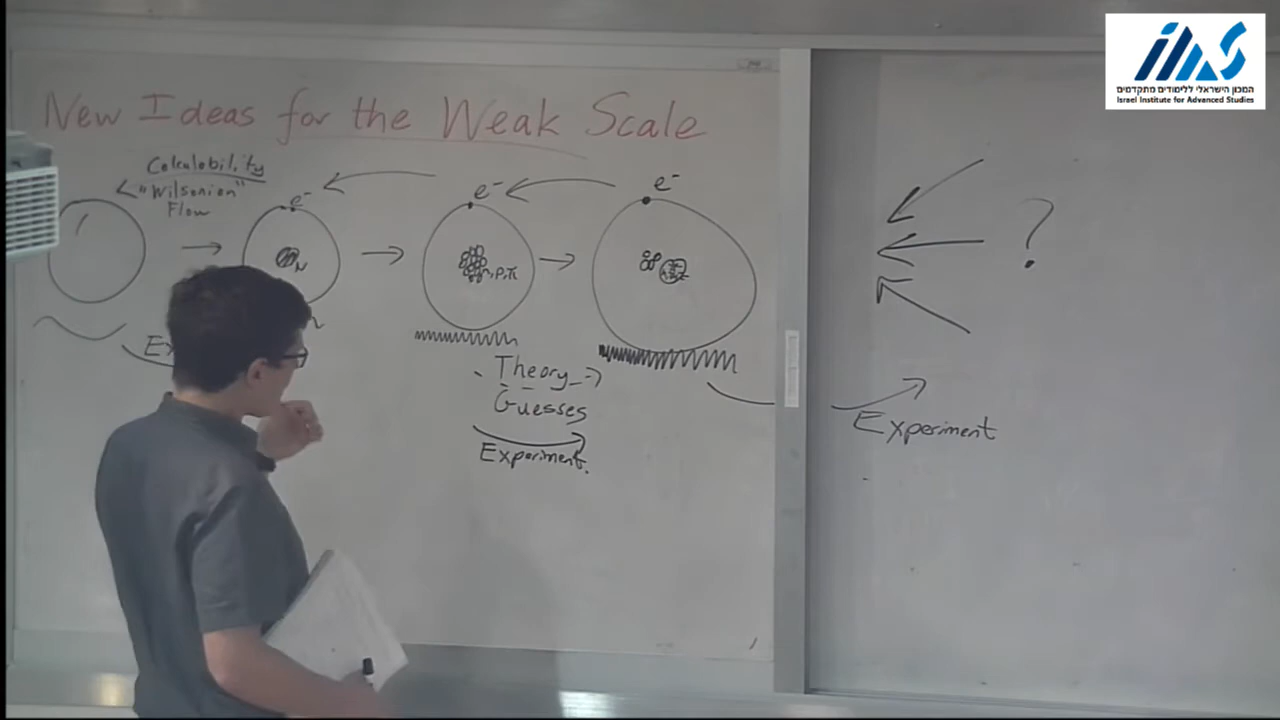 המכון הישראלי ללימודים מתקדמים
Israel Institute for Advanced Studies
New Ideas for the Weak Scale
Calculability
"Wilsonian"
Flow
e⁻
e⁻
e⁻
N
n,p,π
?
Theory
Guesses
Experiment
Experiment